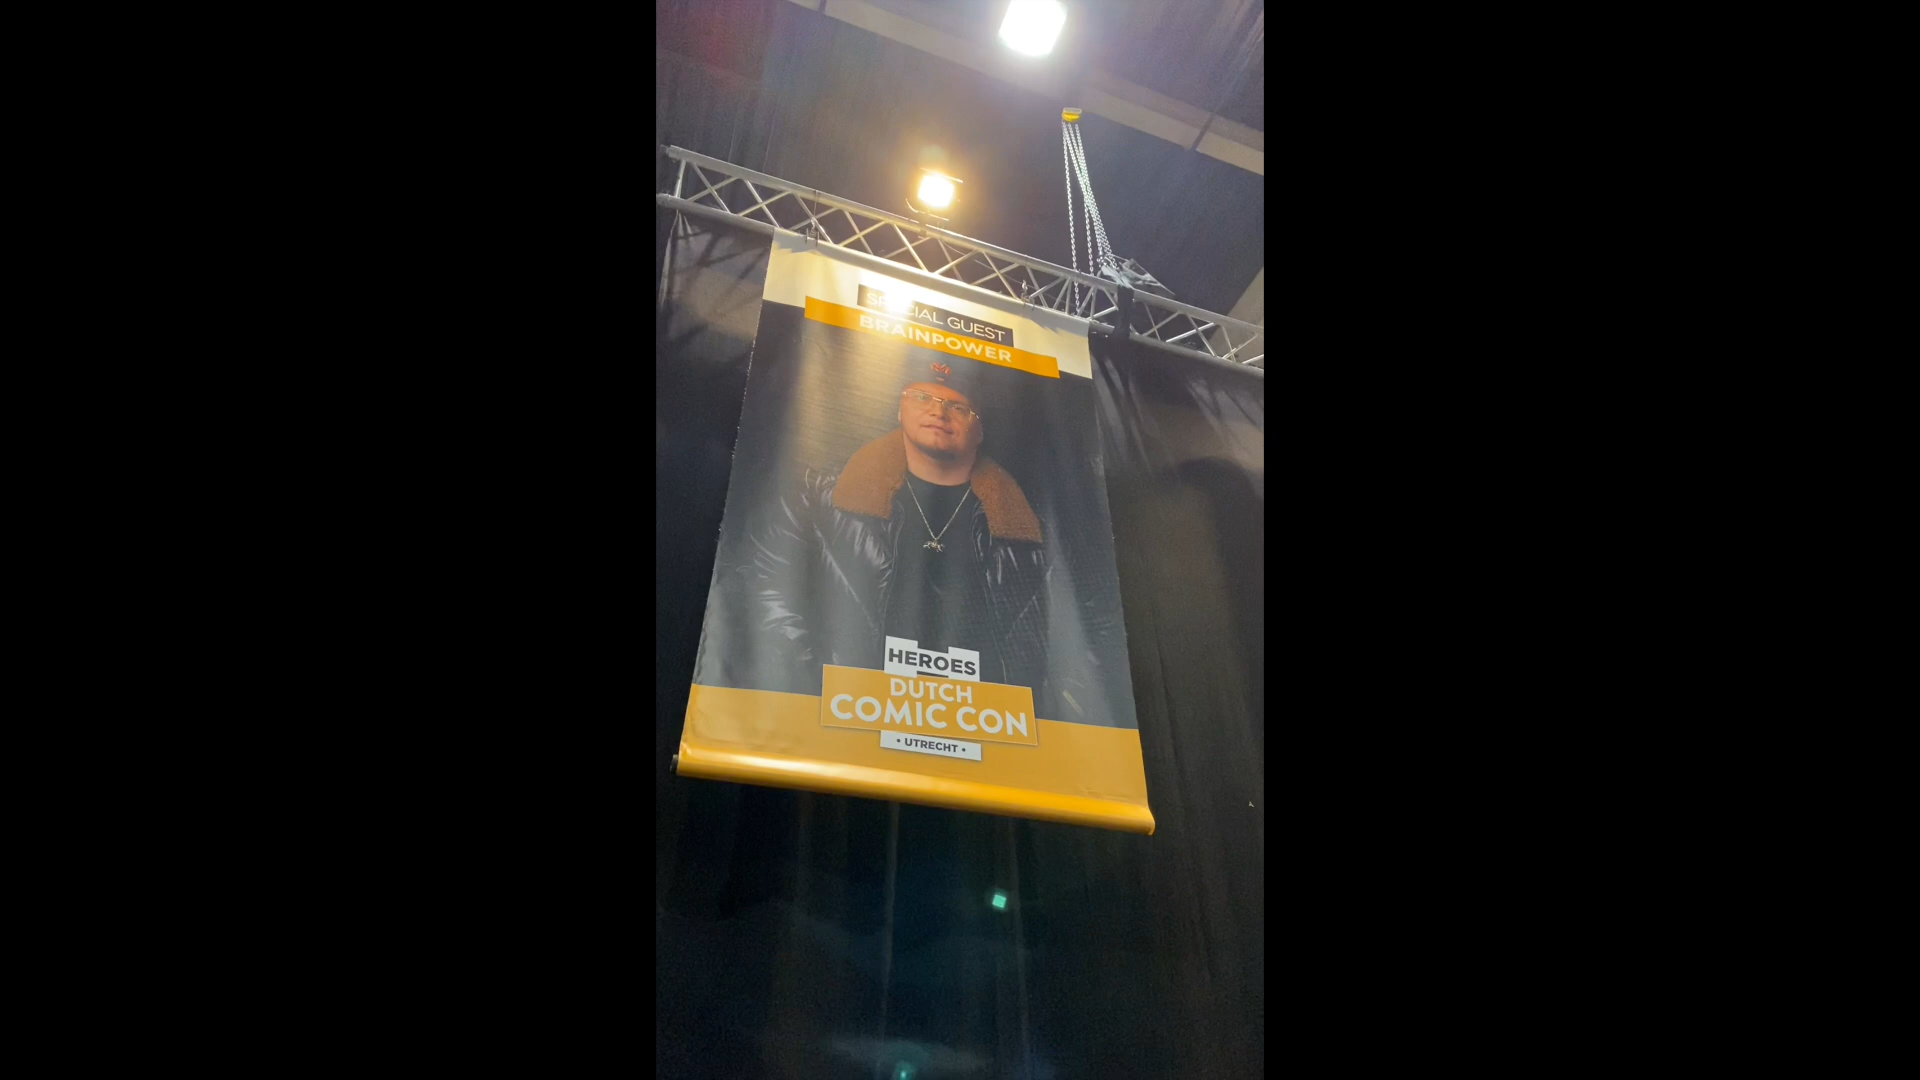 SPECIAL GUEST
BRAINPOWER
HEROES
DUTCH
COMIC CON
• UTRECHT •